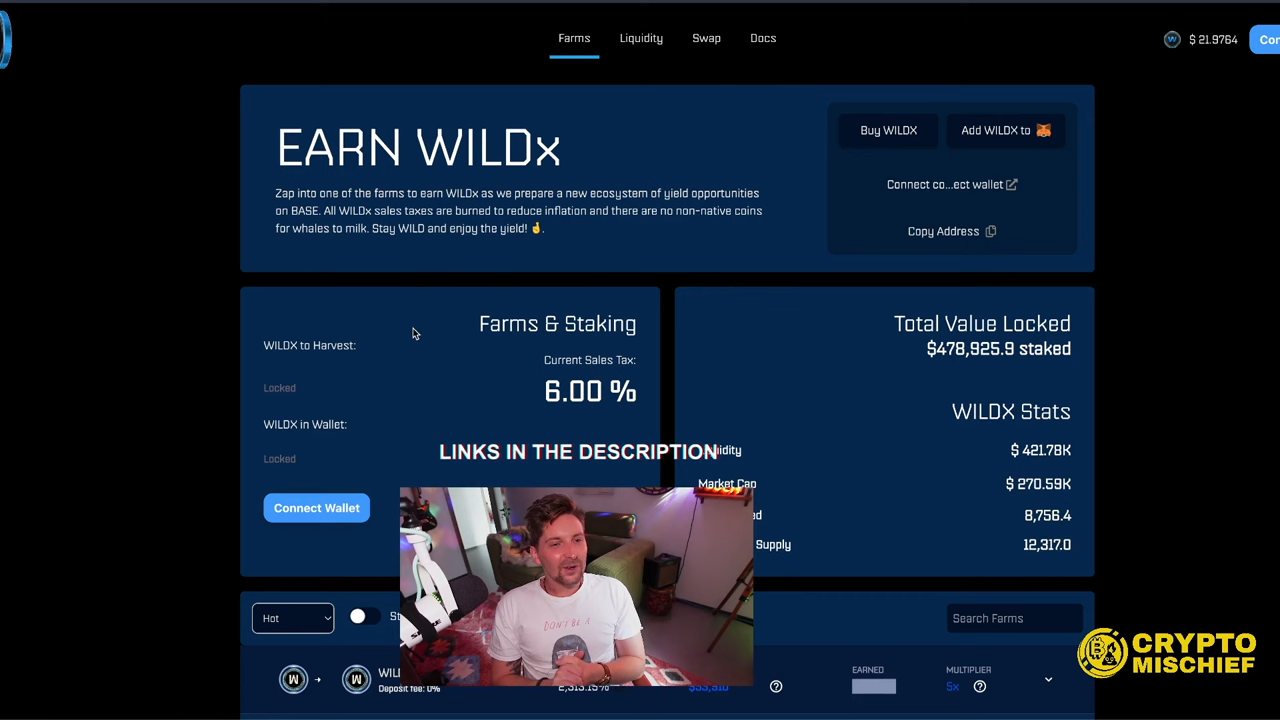 Farms
Liquidity
Swap
Docs
$ 21.9764
EARN WILDx
Zap into one of the farms to earn WILDx as we prepare a new ecosystem of yield opportunities
on BASE. All WILDx sales taxes are burned to reduce inflation and there are no non-native coins
for whales to milk. Stay WILD and enjoy the yield! 🤞.
Buy WILDX
Add WILDX to
Connect co...ect wallet
Copy Address
Farms & Staking
WILDX to Harvest:
Current Sales Tax:
6.00 %
Locked
WILDX in Wallet:
Locked
Connect Wallet
Total Value Locked
$478,925.9 staked
WILDX Stats
$ 421.78K
Market Cap
$ 270.59K
8,756.4
Supply
12,317.0
LINKS IN THE DESCRIPTION
Hot
Search Farms
Deposit fee: 0%
EARNED
MULTIPLIER
5x
DON'T BE A
CRYPTO
MISCHIEF